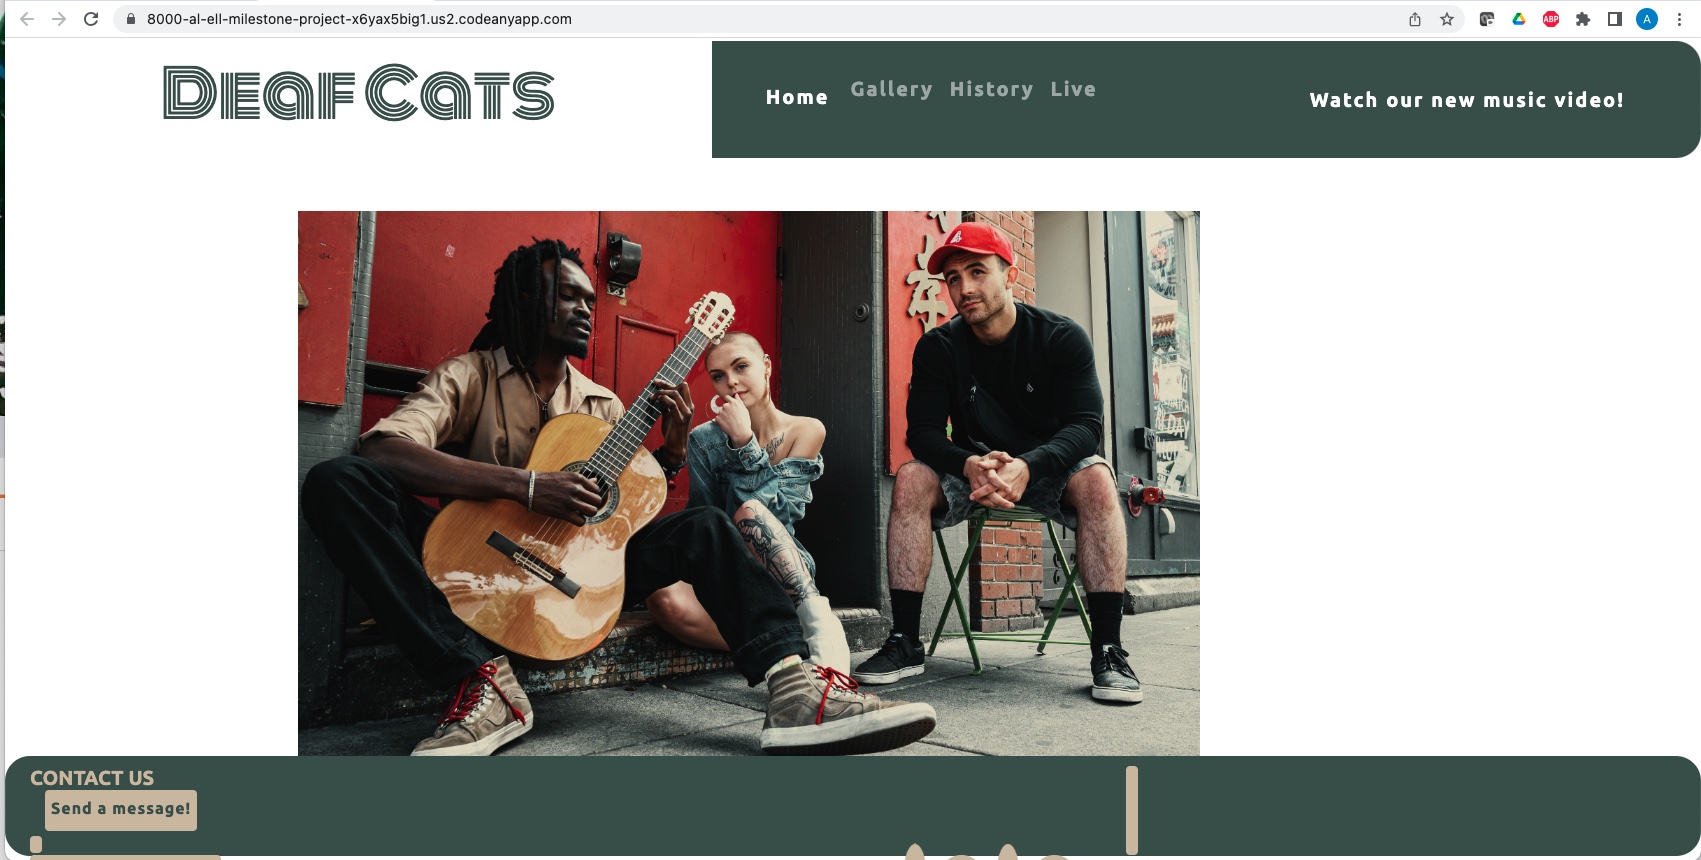 8000-al-ell-milestone-project-x6yax5big1.us2.codeanyapp.com
ABP
A
Deaf Cats
Home Gallery History Live Watch our new music video!
CONTACT US
Send a message!